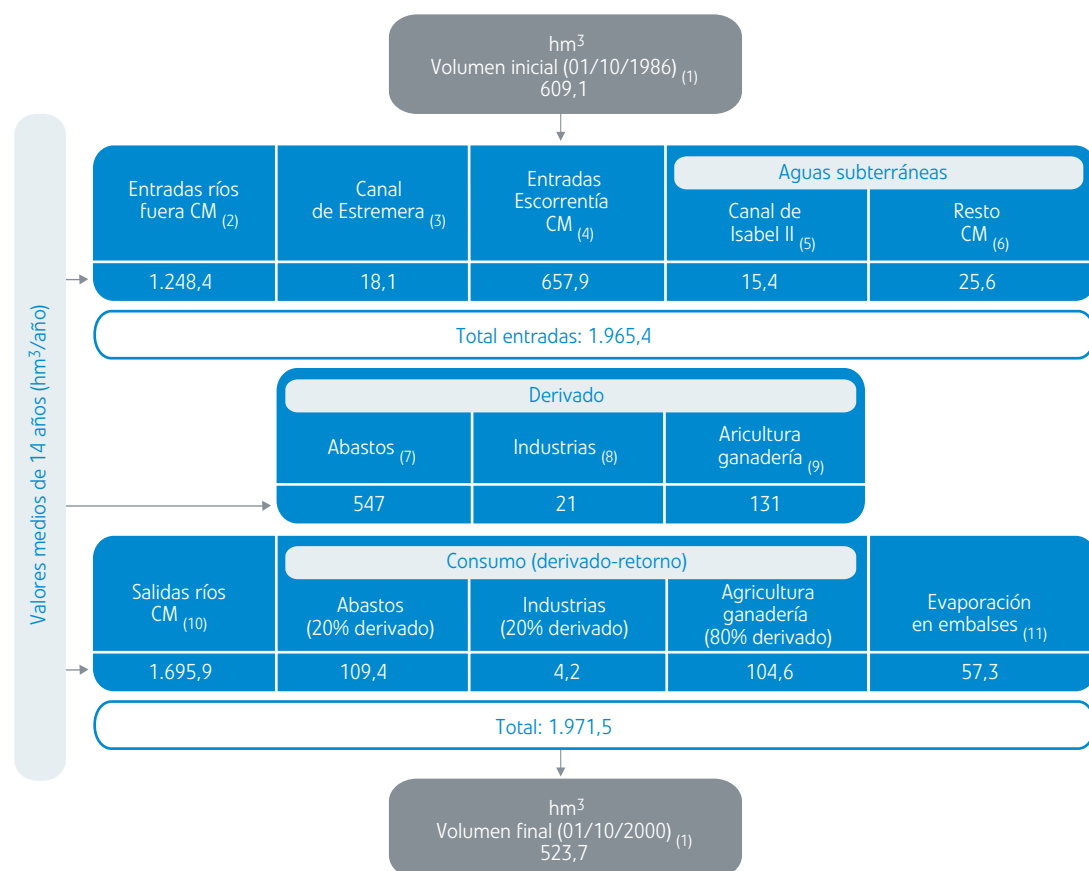 hm³
Volumen inicial (01/10/1986) (1)
609,1
Valores medios de 14 años (hm³/año)
Entradas ríos
fuera CM (2)
Canal
de Estremera (3)
Entradas
Escorrentía
CM (4)
Aguas subterráneas
Canal de
Isabel II (5)
Resto
CM (6)
1.248,4
18,1
657,9
15,4
25,6
Total entradas: 1.965,4
Derivado
Abastos (7)
Industrias (8)
Aricultura
ganadería (9)
547
21
131
Salidas ríos
CM (10)
Consumo (derivado-retorno)
Abastos
(20% derivado)
Industrias
(20% derivado)
Agricultura
ganadería
(80% derivado)
Evaporación
en embalses (11)
1.695,9
109,4
4,2
104,6
57,3
Total: 1.971,5
hm³
Volumen final (01/10/2000) (1)
523,7